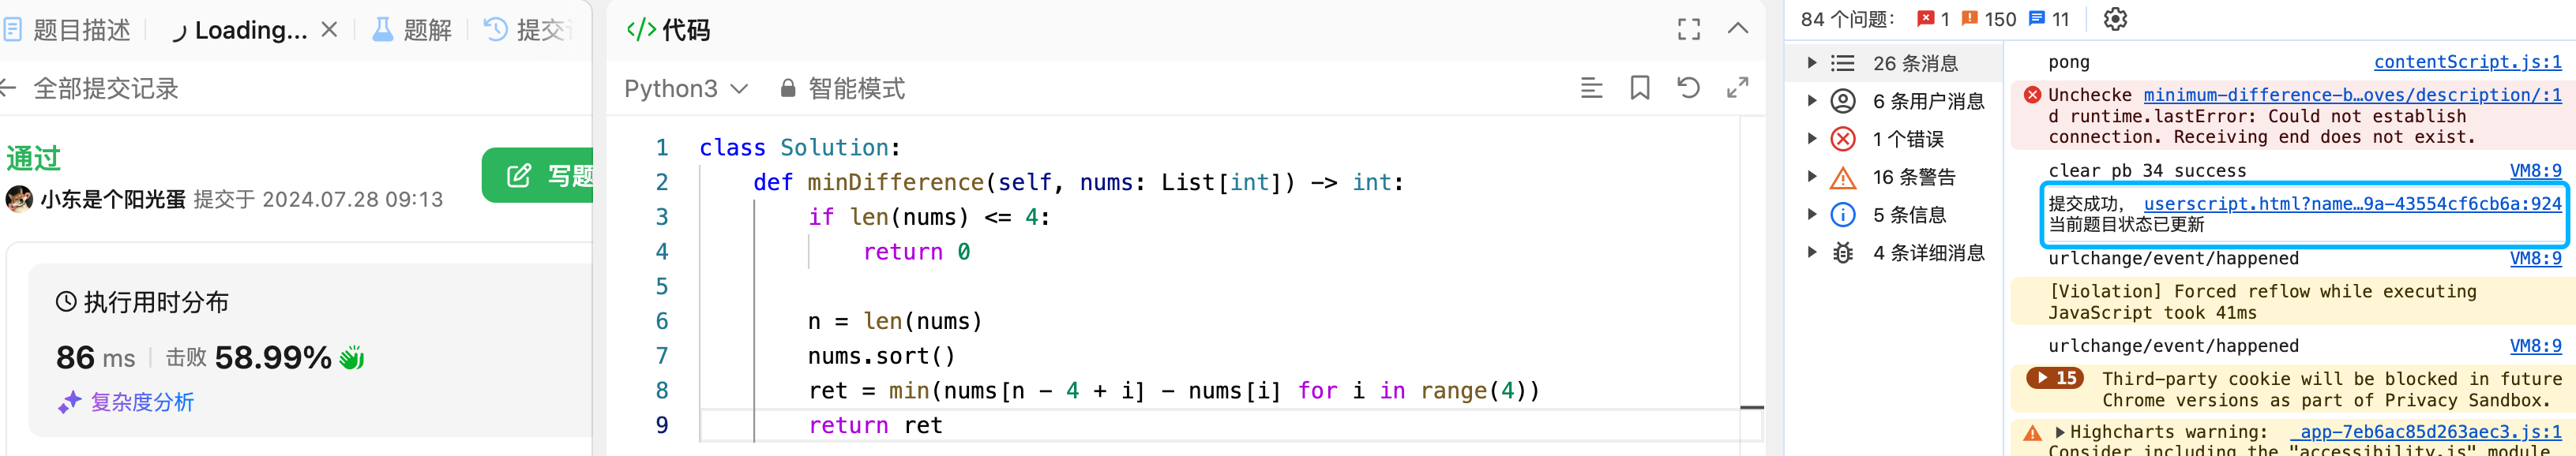 题目描述
Loading...
题解
提交
全部提交记录
通过
写题
小东是个阳光蛋 提交于 2024.07.28 09:13
执行用时分布
86 ms 击败 58.99%
复杂度分析
</> 代码
Python3 智能模式
1 class Solution:
2 def minDifference(self, nums: List[int]) -> int:
3 if len(nums) <= 4:
4 return 0
5
6 n = len(nums)
7 nums.sort()
8 ret = min(nums[n - 4 + i] - nums[i] for i in range(4))
9 return ret
84 个问题: 1 150 11
26 条消息
6 条用户消息
1 个错误
16 条警告
5 条信息
4 条详细消息
pong contentScript.js:1
Unchecke minimum-difference-b…oves/description/:1
d runtime.lastError: Could not establish
connection. Receiving end does not exist.
clear pb 34 success VM8:9
提交成功, userscript.html?name…9a-43554cf6cb6a:924
当前题目状态已更新
urlchange/event/happened VM8:9
[Violation] Forced reflow while executing
JavaScript took 41ms
urlchange/event/happened VM8:9
15 Third-party cookie will be blocked in future
Chrome versions as part of Privacy Sandbox.
Highcharts warning: _app-7eb6ac85d263aec3.js:1
Consider including the "accessibility.js" module